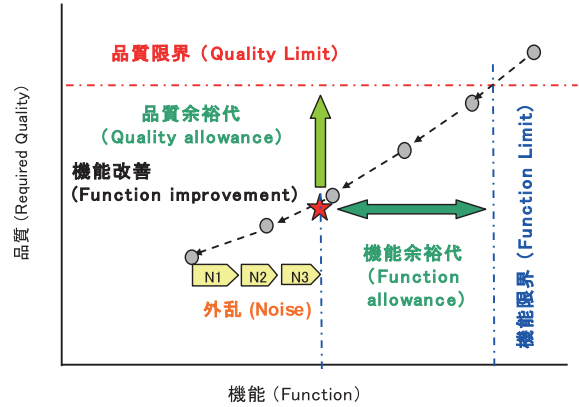 品質限界（Quality Limit）
品質余裕代
（Quality allowance）
機能改善
(Function improvement）
品質 (Required Quality)
機能余裕代
（Function
allowance）
機能限界（Function Limit）
N1
N2
N3
外乱 (Noise)
機能（Function）